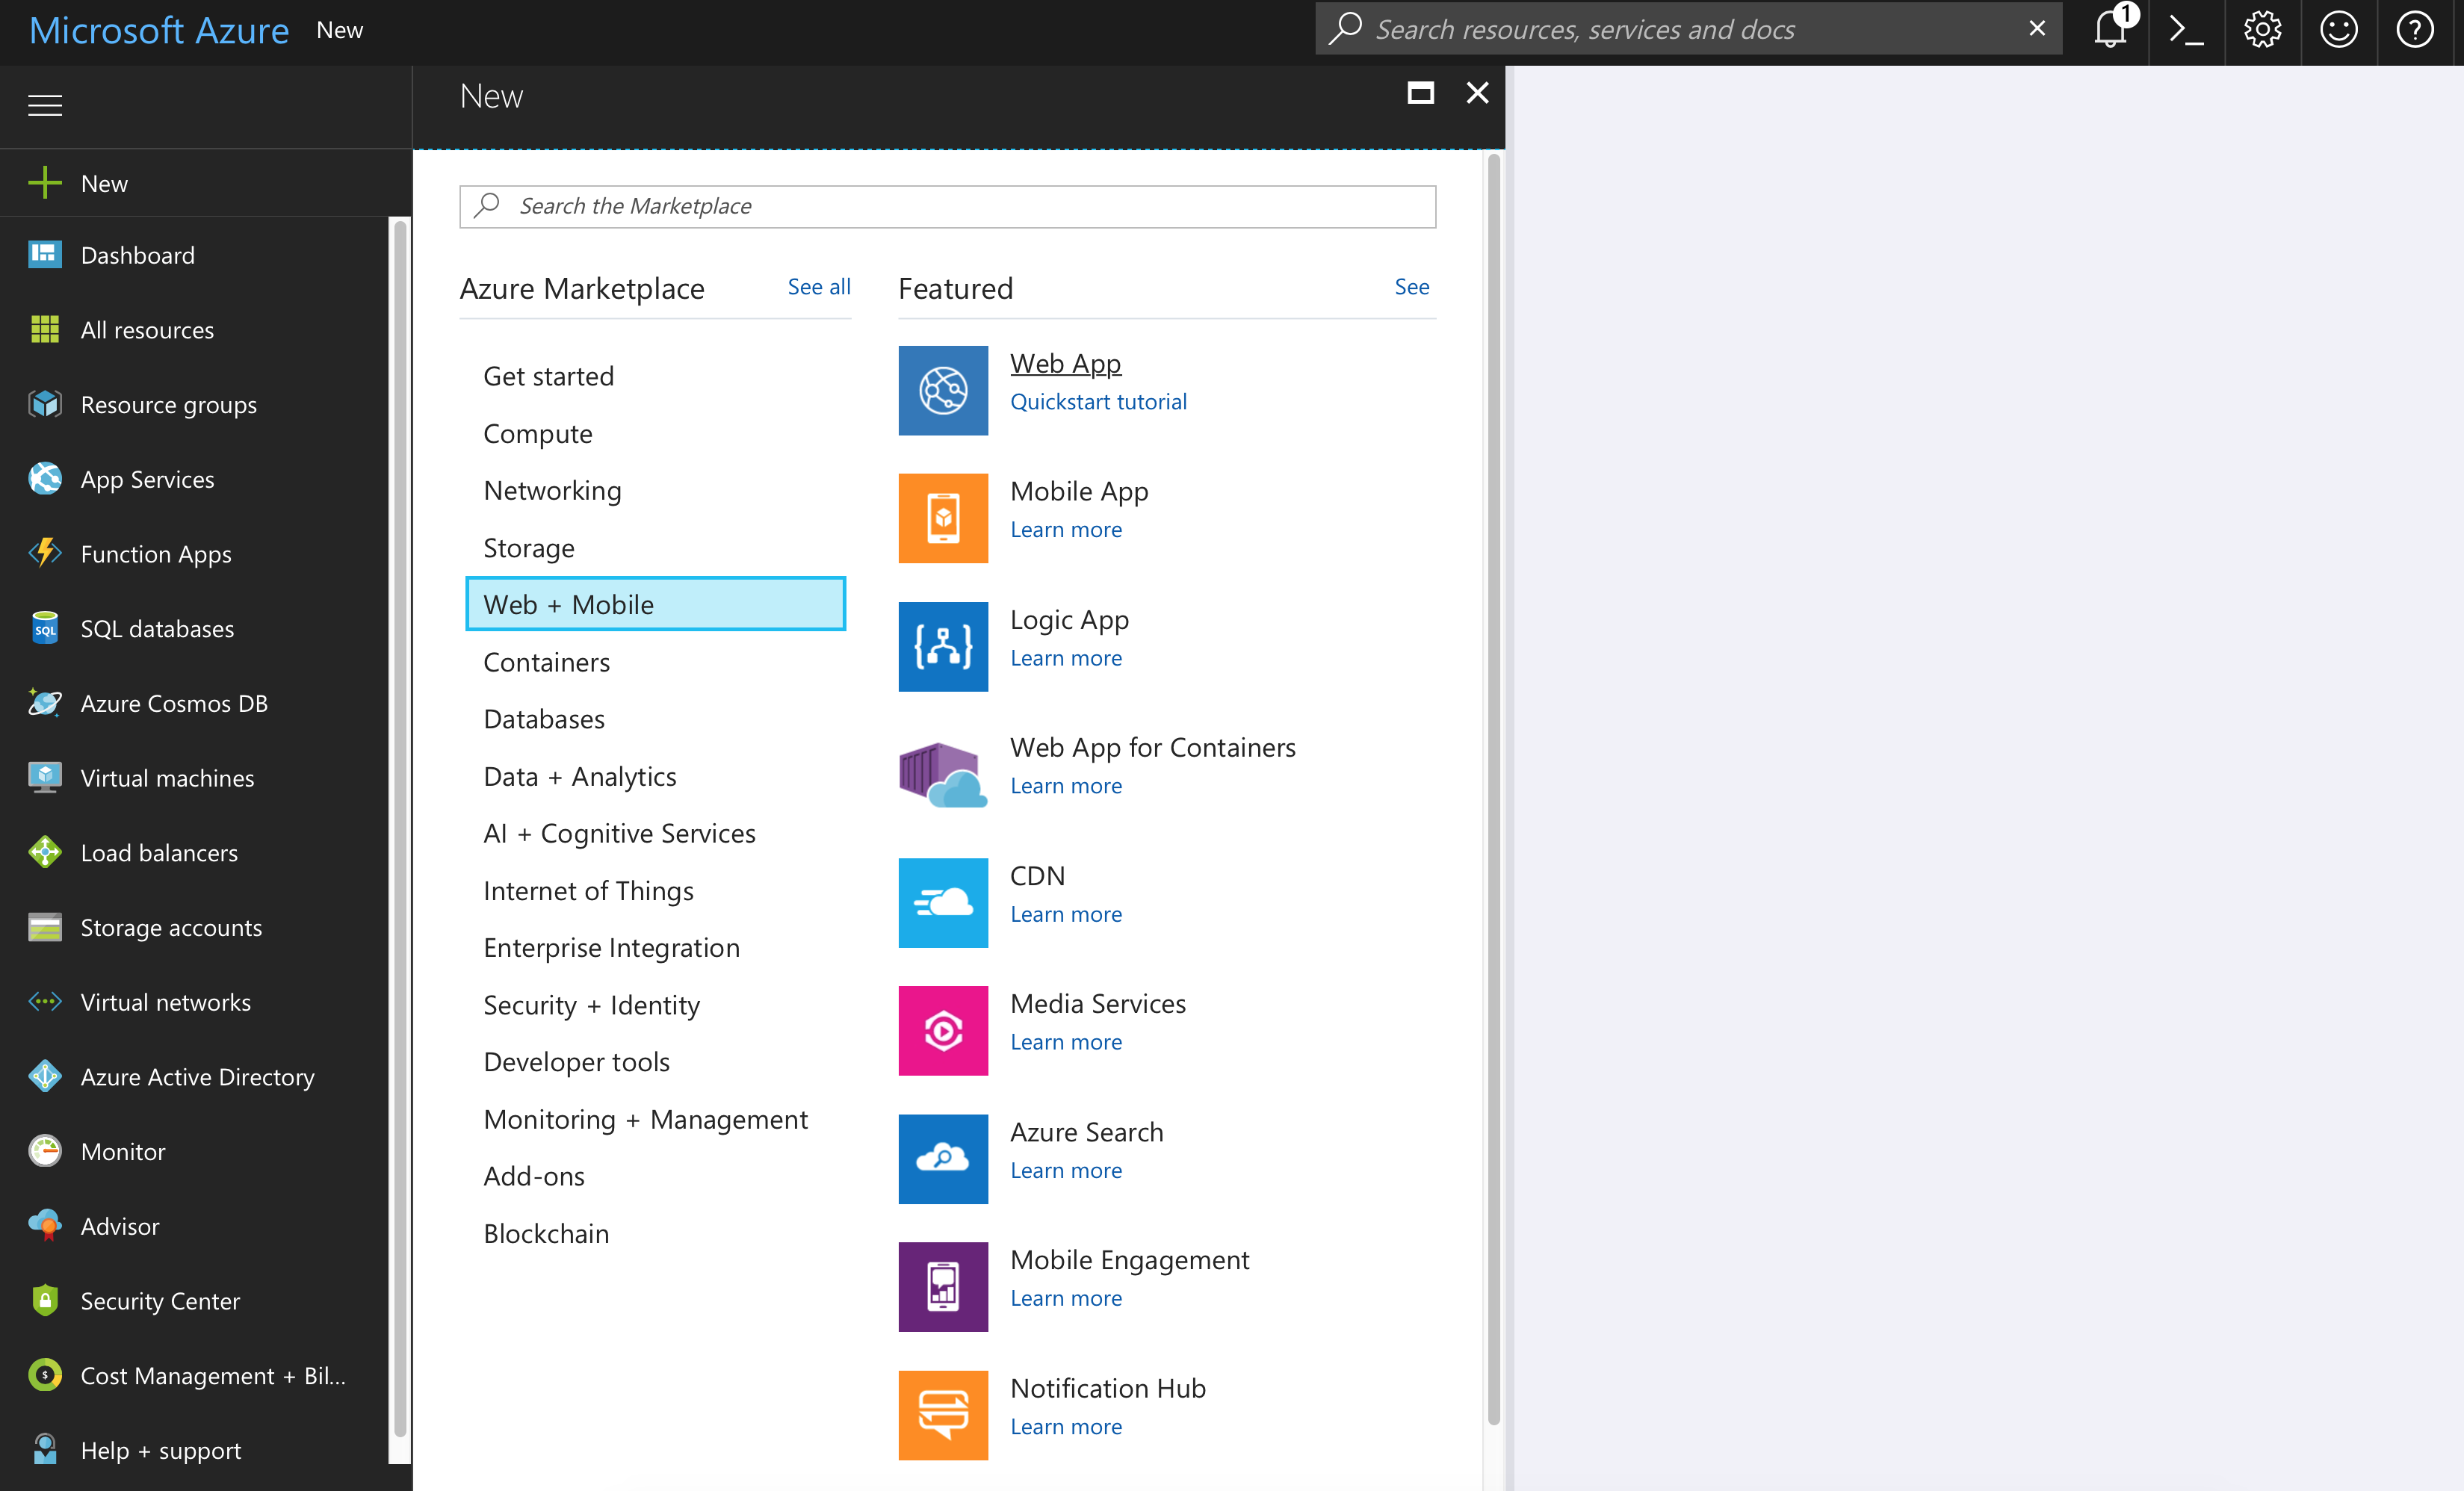 Microsoft Azure New
Search resources, services and docs
1
New
New
Search the Marketplace
Dashboard
All resources
Resource groups
App Services
Function Apps
SQL databases
SQL
Azure Cosmos DB
Virtual machines
Load balancers
Storage accounts
Virtual networks
Azure Active Directory
Monitor
Advisor
Security Center
Cost Management + Bil...
Help + support
Azure Marketplace See all
Get started
Compute
Networking
Storage
Web + Mobile
Containers
Databases
Data + Analytics
AI + Cognitive Services
Internet of Things
Enterprise Integration
Security + Identity
Developer tools
Monitoring + Management
Add-ons
Blockchain
Featured See
Web App
Quickstart tutorial
Mobile App
Learn more
Logic App
Learn more
Web App for Containers
Learn more
CDN
Learn more
Media Services
Learn more
Azure Search
Learn more
Mobile Engagement
Learn more
Notification Hub
Learn more